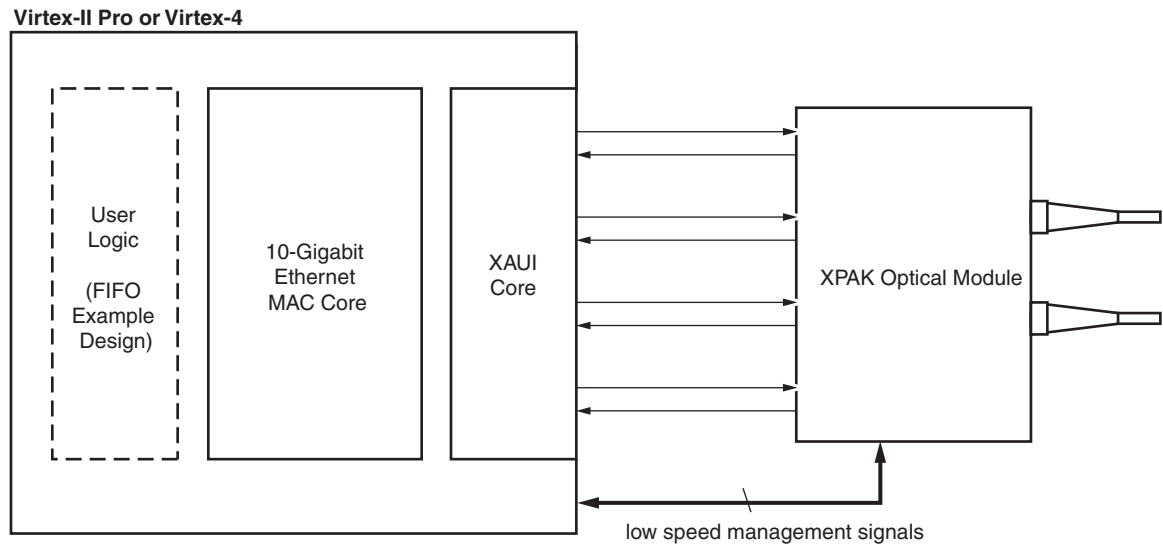 Virtex-II Pro or Virtex-4
User
Logic
(FIFO
Example
Design)
10-Gigabit
Ethernet
MAC Core
XAUI
Core
XPAK Optical Module
low speed management signals